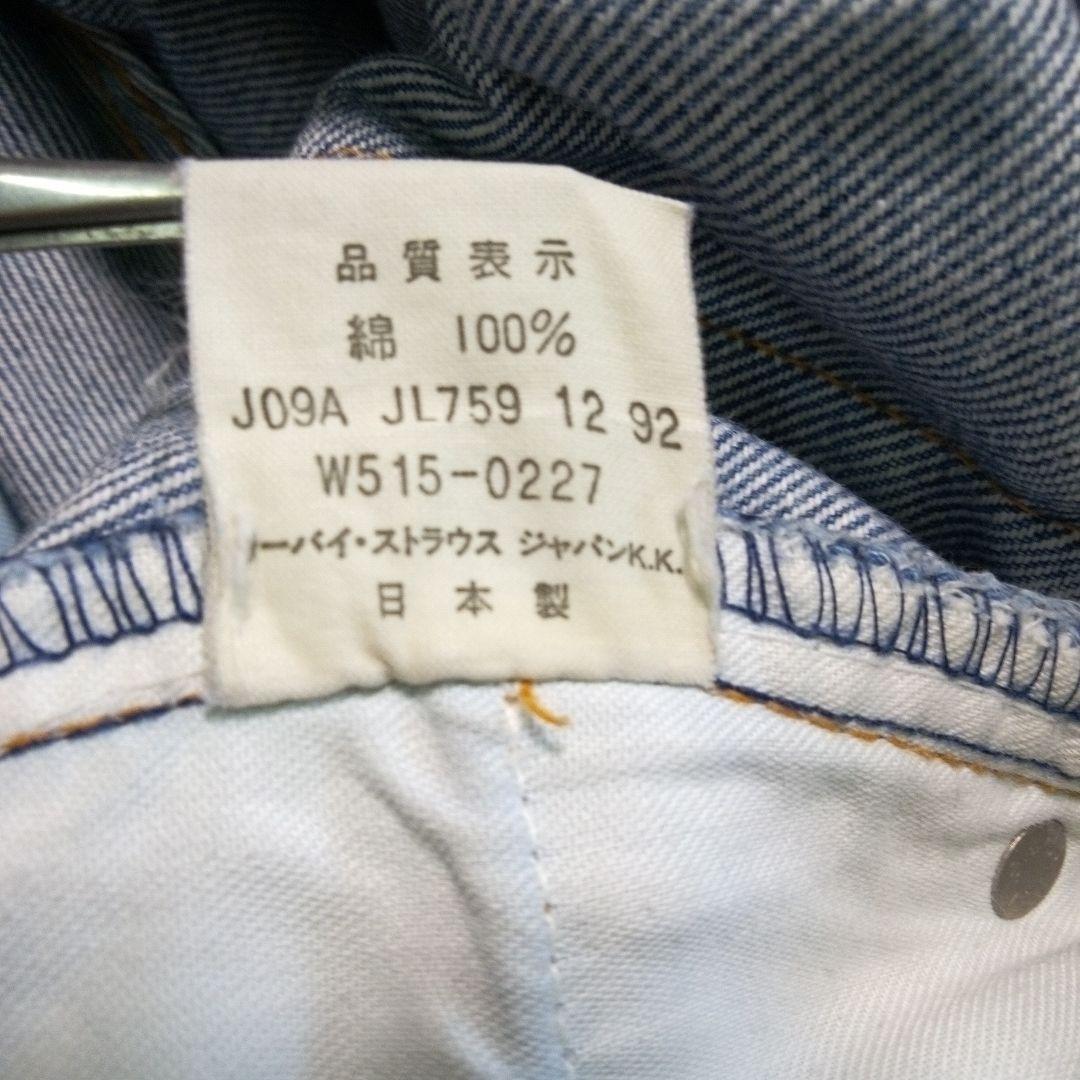 品質表示
綿 100%
J09A JL759 12 92
W515-0227
ーバイ・ストラウス ジャパンK.K.
日本製